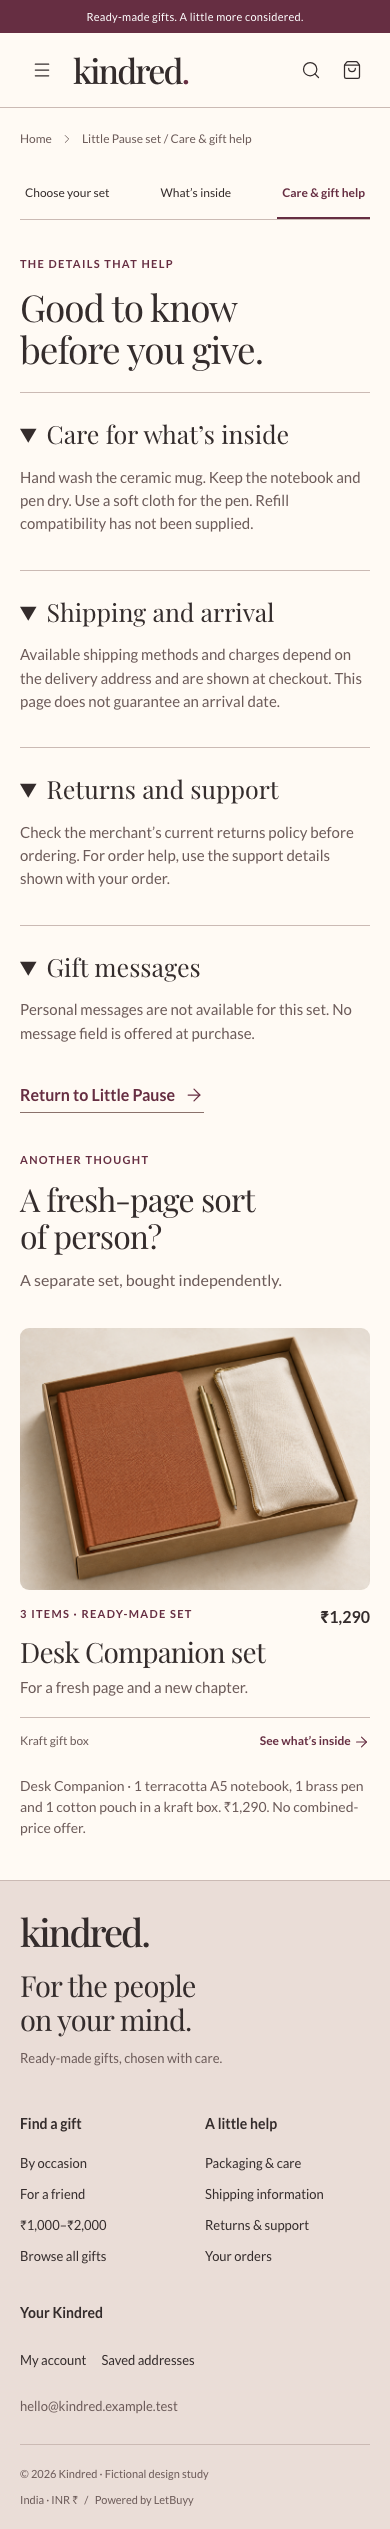 Ready-made gifts. A little more considered.
kindred.
Home
Little Pause set / Care & gift help
Choose your set
What's inside
Care & gift help
THE DETAILS THAT HELP
Good to know
before you give.
▼ Care for what's inside
Hand wash the ceramic mug. Keep the notebook and
pen dry. Use a soft cloth for the pen. Refill
compatibility has not been supplied.
▼ Shipping and arrival
Available shipping methods and charges depend on
the delivery address and are shown at checkout. This
page does not guarantee an arrival date.
▼ Returns and support
Check the merchant's current returns policy before
ordering. For order help, use the support details
shown with your order.
▼ Gift messages
Personal messages are not available for this set. No
message field is offered at purchase.
Return to Little Pause →
ANOTHER THOUGHT
A fresh-page sort
of person?
A separate set, bought independently.
3 ITEMS · READY-MADE SET
₹1,290
Desk Companion set
For a fresh page and a new chapter.
Kraft gift box
See what's inside →
Desk Companion · 1 terracotta A5 notebook, 1 brass pen
and 1 cotton pouch in a kraft box. ₹1,290. No combined-
price offer.
kindred.
For the people
on your mind.
Ready-made gifts, chosen with care.
Find a gift
By occasion
For a friend
₹1,000–₹2,000
Browse all gifts
A little help
Packaging & care
Shipping information
Returns & support
Your orders
Your Kindred
My account
Saved addresses
hello@kindred.example.test
© 2026 Kindred · Fictional design study
India · INR ₹ / Powered by LetBuyy